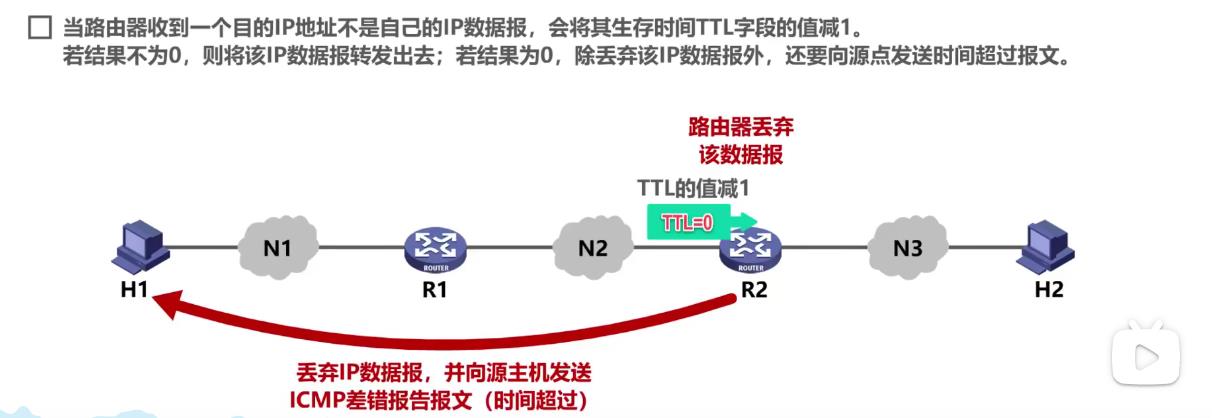 当路由器收到一个目的IP地址不是自己的IP数据报，会将其生存时间TTL字段的值减1。
若结果不为0，则将该IP数据报转发出去；若结果为0，除丢弃该IP数据报外，还要向源点发送时间超过报文。
路由器丢弃
该数据报
TTL的值减1
TTL=0
N1
N2
N3
ROUTER
ROUTER
H1
R1
R2
H2
丢弃IP数据报，并向源主机发送
ICMP差错报告报文（时间超过）